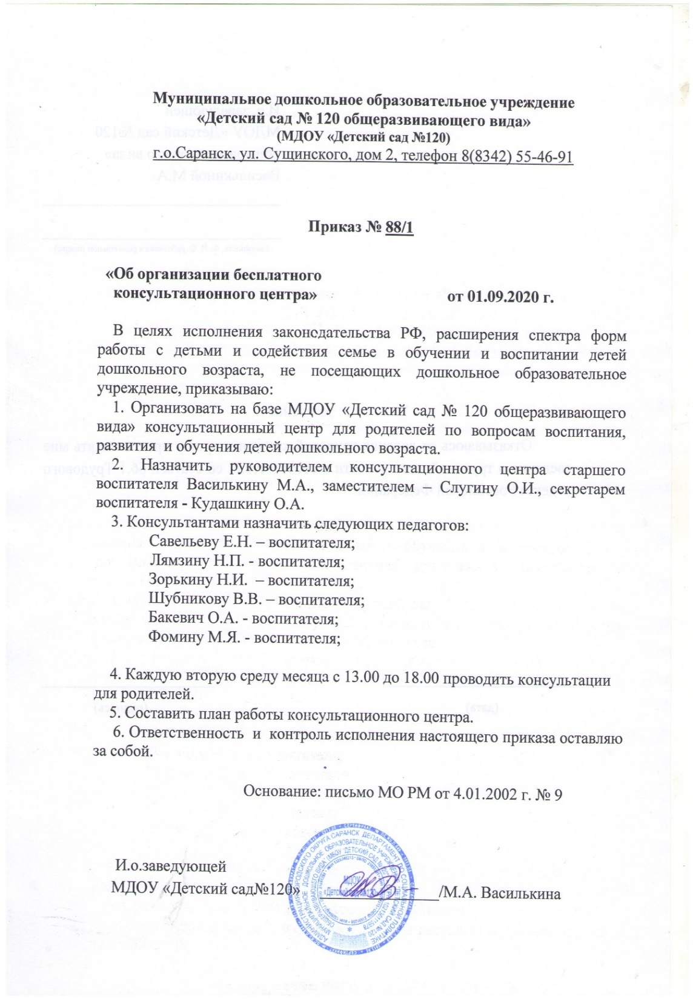 Муниципальное дошкольное образовательное учреждение
«Детский сад № 120 общеразвивающего вида»
(МДОУ «Детский сад №120)
г.о.Саранск, ул. Сущинского, дом 2, телефон 8(8342) 55-46-91
Приказ № 88/1
«Об организации бесплатного
консультационного центра» от 01.09.2020 г.
В целях исполнения законодательства РФ, расширения спектра форм
работы с детьми и содействия семье в обучении и воспитании детей
дошкольного возраста, не посещающих дошкольное образовательное
учреждение, приказываю:
1. Организовать на базе МДОУ «Детский сад № 120 общеразвивающего
вида» консультационный центр для родителей по вопросам воспитания,
развития и обучения детей дошкольного возраста.
2. Назначить руководителем консультационного центра старшего
воспитателя Василькину М.А., заместителем – Слугину О.И., секретарем
воспитателя - Кудашкину О.А.
3. Консультантами назначить следующих педагогов:
Савельеву Е.Н. – воспитателя;
Лямзину Н.П. - воспитателя;
Зорькину Н.И. – воспитателя;
Шубникову В.В. – воспитателя;
Бакевич О.А. - воспитателя;
Фомину М.Я. - воспитателя;
4. Каждую вторую среду месяца с 13.00 до 18.00 проводить консультации
для родителей.
5. Составить план работы консультационного центра.
6. Ответственность и контроль исполнения настоящего приказа оставляю
за собой.
Основание: письмо МО РМ от 4.01.2002 г. № 9
И.о.заведующей
МДОУ «Детский сад№120» /М.А. Василькина
МДОУ
«Детский сад №120»